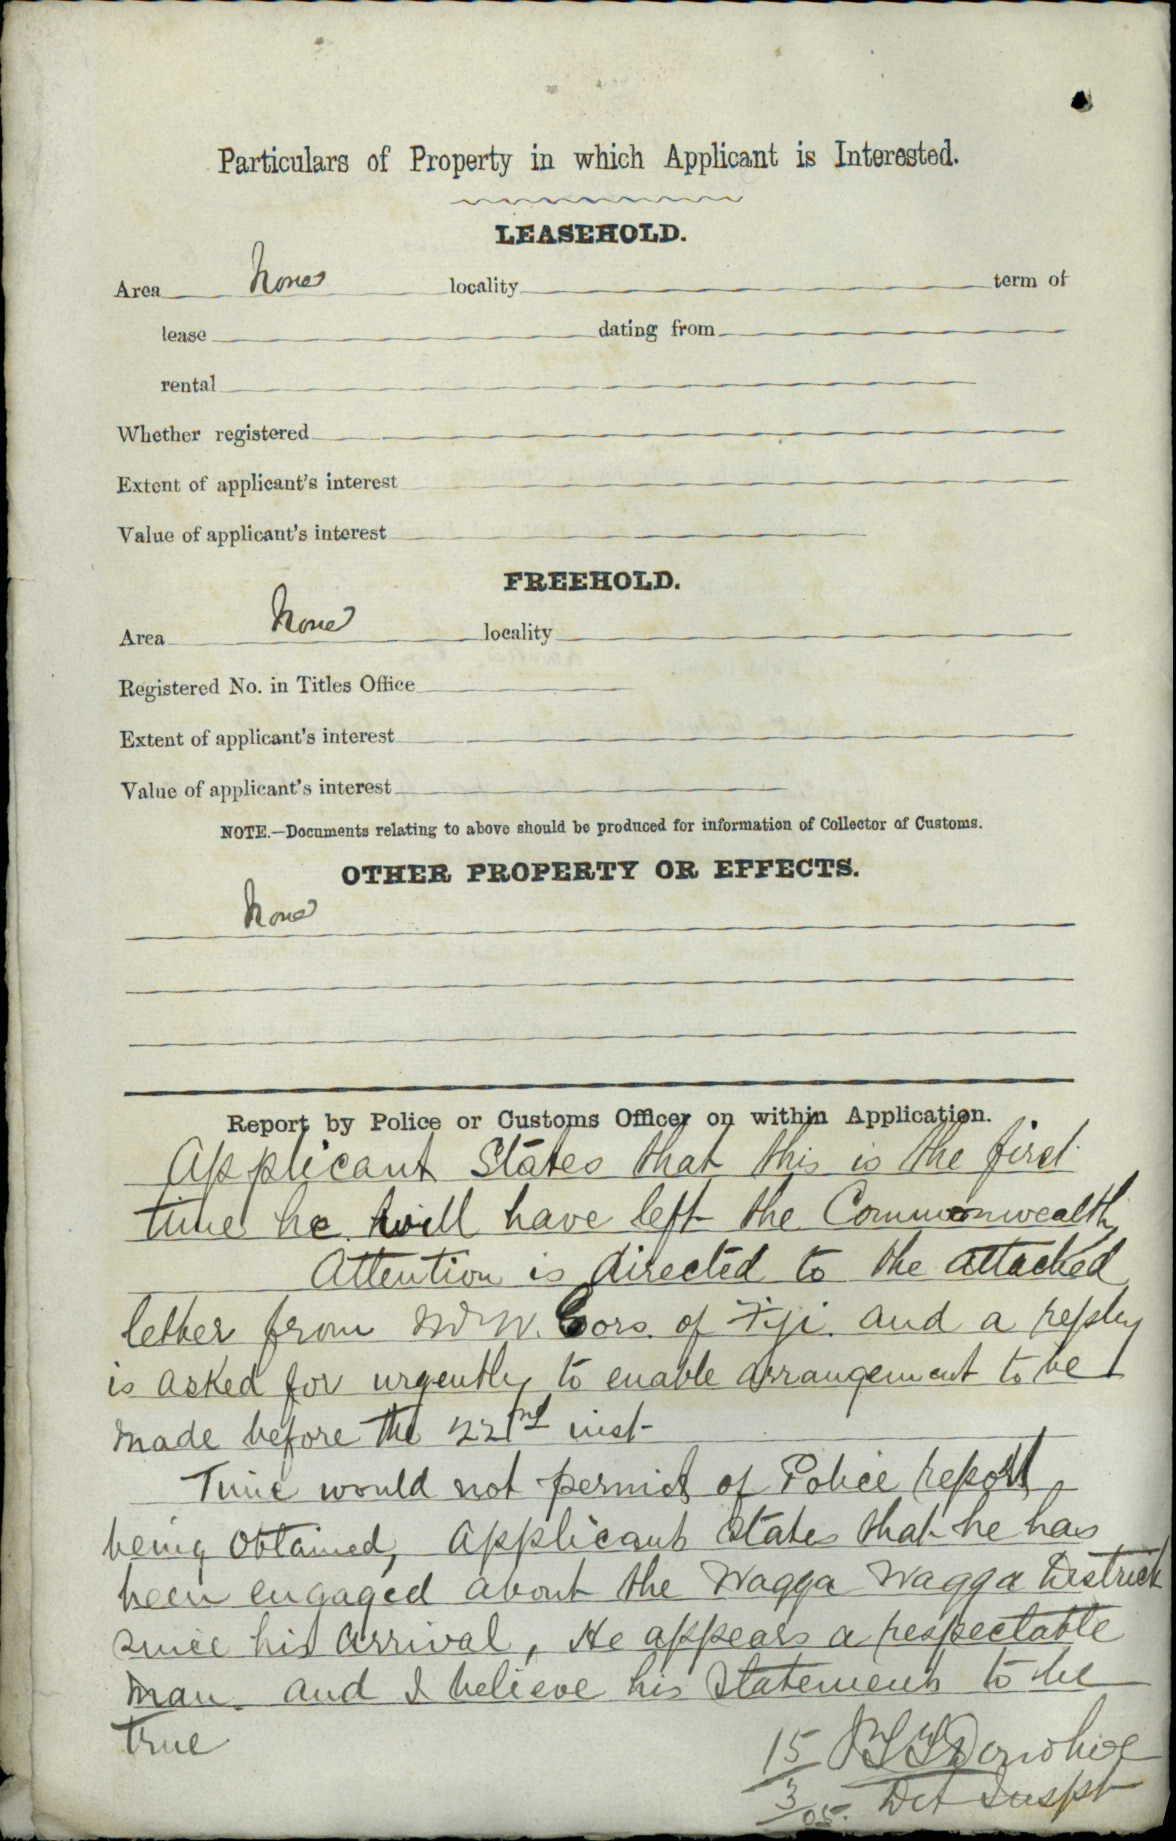 Particulars of Property in which Applicant is Interested.
LEASEHOLD.
Area None locality term of
lease dating from
rental
Whether registered
Extent of applicant's interest
Value of applicant's interest
FREEHOLD.
Area None locality
Registered No. in Titles Office
Extent of applicant's interest
Value of applicant's interest
NOTE.—Documents relating to above should be produced for information of Collector of Customs.
OTHER PROPERTY OR EFFECTS.
None
Report by Police or Customs Officer on within Application.
Applicant States that this is the first
time he will have left the Commonwealth
Attention is directed to the attached
letter from of Fiji. and a reply
is asked for urgently to enable arrangement to be
made before the 22nd inst
Time would not permit of Police report
being obtained, Applicant states that he has
been engaged about the Wagga Wagga District
since his arrival, He appears a respectable
man. and I believe his Statements to be
true
15 Donohoe
3 05. Det Inspr